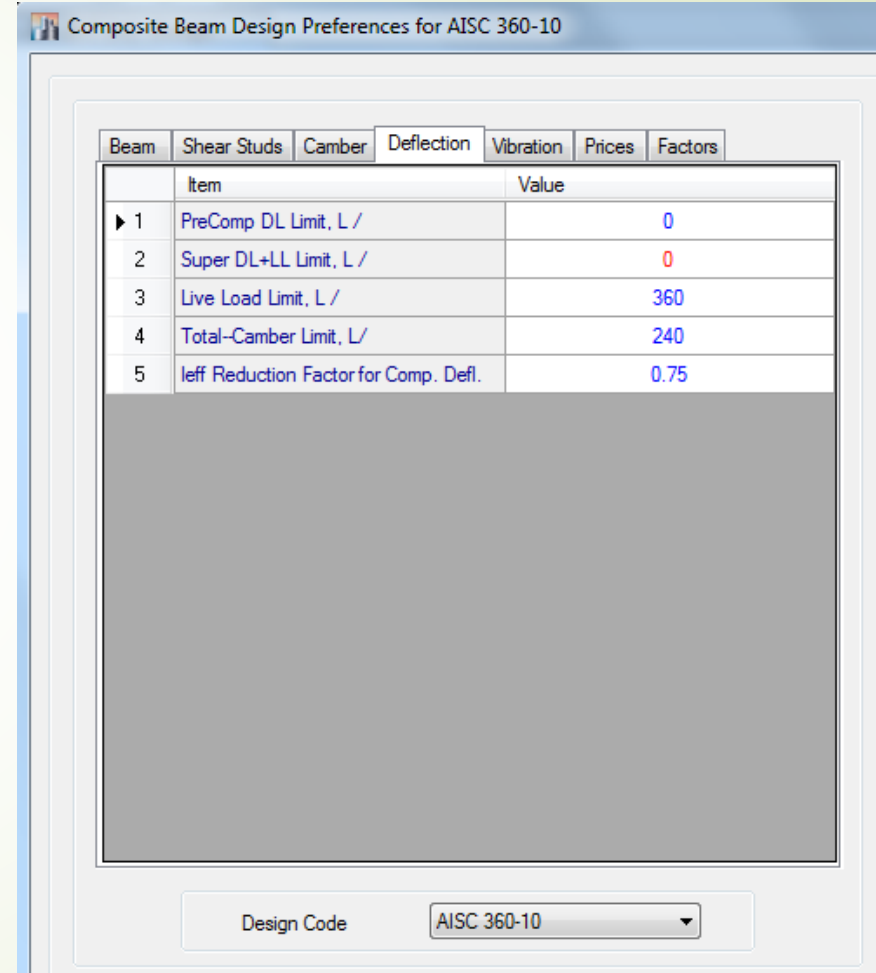 Composite Beam Design Preferences for AISC 360-10
Beam Shear Studs Camber Deflection Vibration Prices Factors
Item Value
1 PreComp DL Limit, L / 0
2 Super DL+LL Limit, L / 0
3 Live Load Limit, L / 360
4 Total--Camber Limit, L/ 240
5 Ieff Reduction Factor for Comp. Defl. 0.75
Design Code AISC 360-10